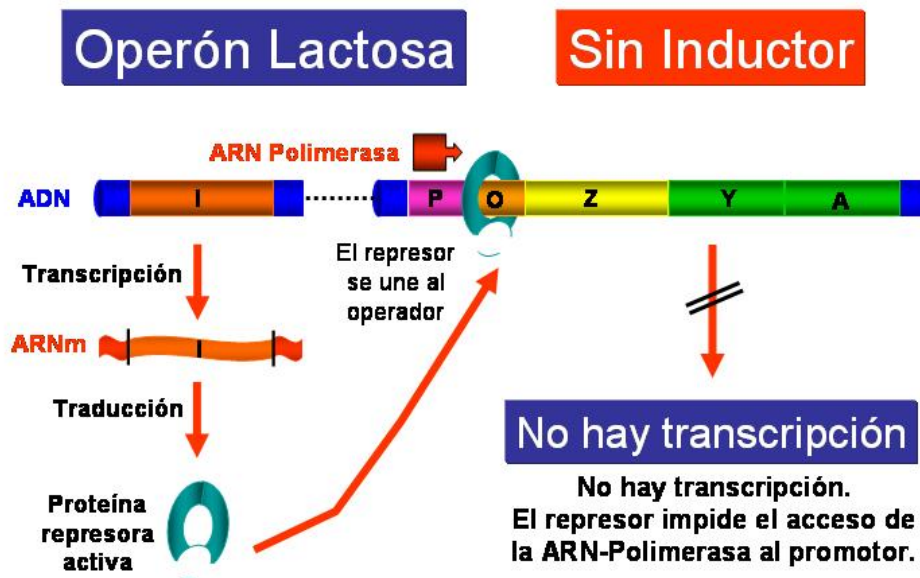 Operón Lactosa
Sin Inductor
ARN Polimerasa
ADN
I
P
O
Z
Y
A
Transcripción
El represor
se une al
operador
ARNm
I
Traducción
No hay transcripción
Proteína
represora
activa
No hay transcripción.
El represor impide el acceso de
la ARN-Polimerasa al promotor.